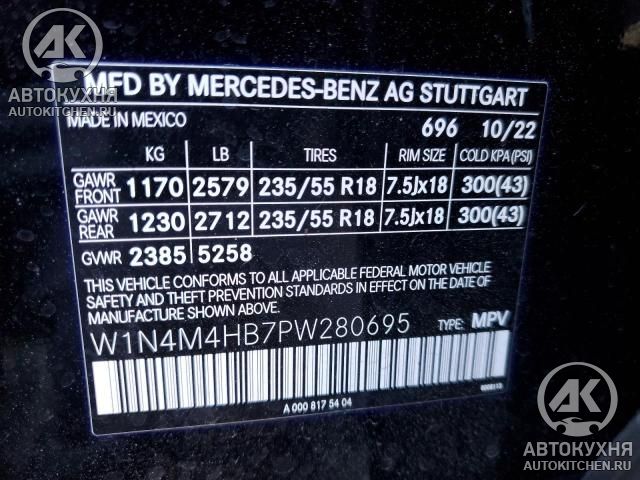 АВТОКУХНЯ
AUTOKITCHEN.RU
MFD BY MERCEDES-BENZ AG STUTTGART
MADE IN MEXICO 696 10/22
KG LB TIRES RIM SIZE COLD KPA(PSI)
GAWR FRONT 1170 2579 235/55 R18 7.5Jx18 300(43)
GAWR REAR 1230 2712 235/55 R18 7.5Jx18 300(43)
GVWR 2385 5258
THIS VEHICLE CONFORMS TO ALL APPLICABLE FEDERAL MOTOR VEHICLE
SAFETY AND THEFT PREVENTION STANDARDS IN EFFECT ON THE DATE OF
MANUFACTURE SHOWN ABOVE.
W1N4M4HB7PW280695 TYPE: MPV
A 000 817 54 04
АК
АВТОКУХНЯ
AUTOKITCHEN.RU